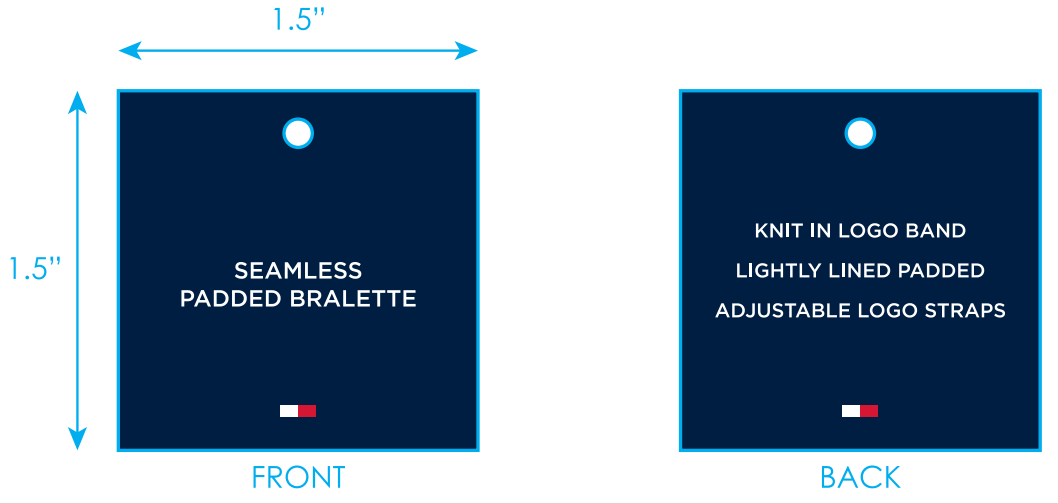 1.5”
1.5”
SEAMLESS
PADDED BRALETTE
FRONT
KNIT IN LOGO BAND
LIGHTLY LINED PADDED
ADJUSTABLE LOGO STRAPS
BACK